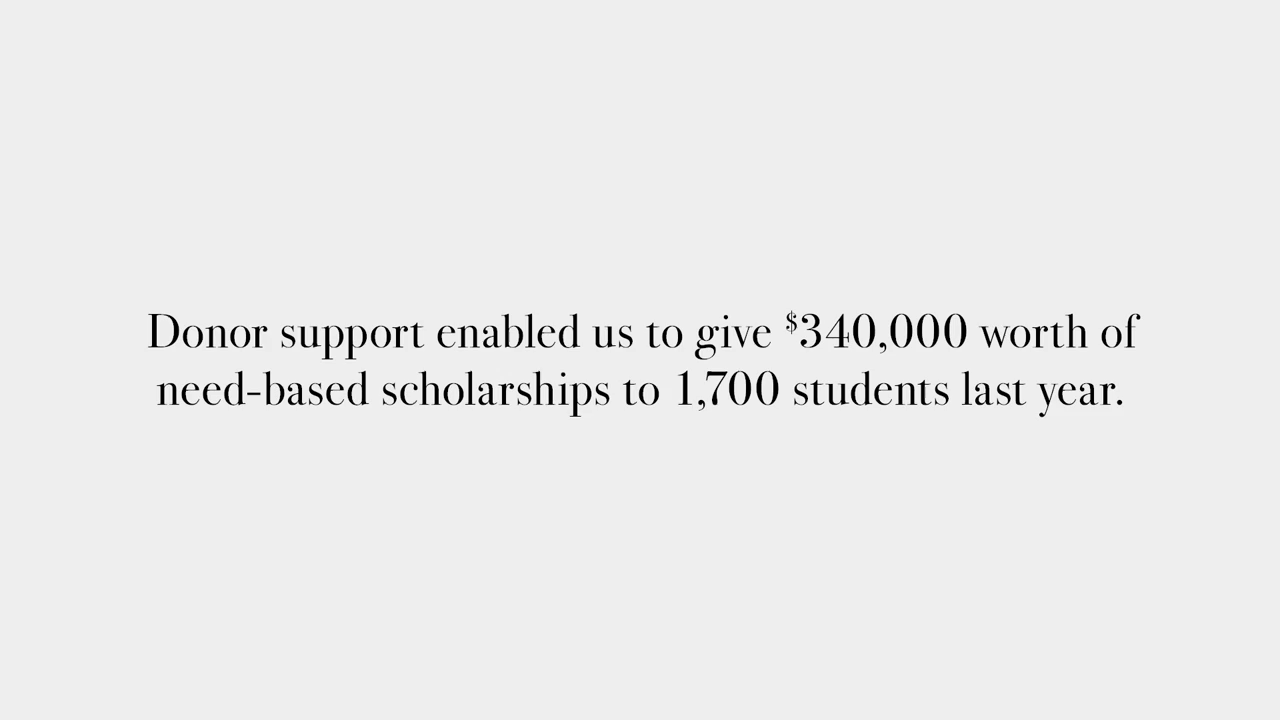 Donor support enabled us to give $340,000 worth of
need-based scholarships to 1,700 students last year.